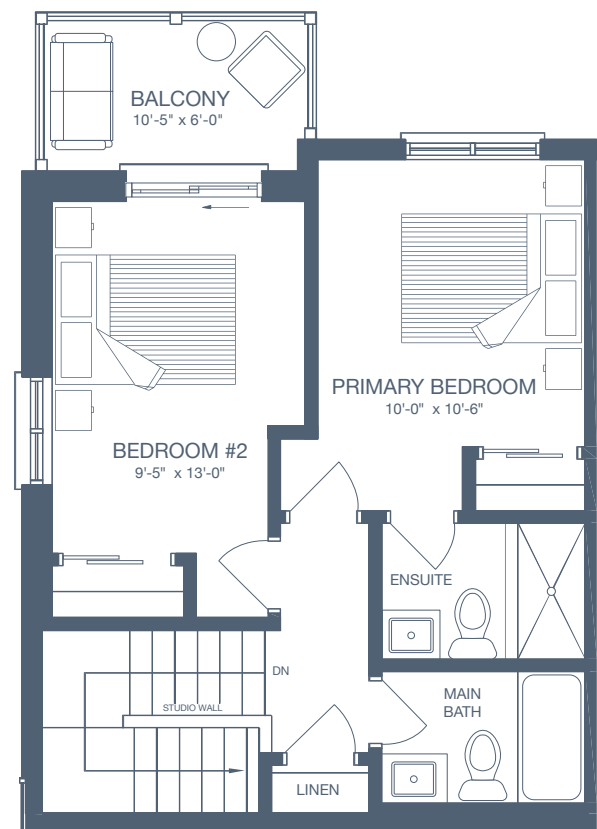 BALCONY
10'-5" x 6'-0"
PRIMARY BEDROOM
10'-0" x 10'-6"
BEDROOM #2
9'-5" x 13'-0"
ENSUITE
DN
STUDIO WALL
MAIN
BATH
LINEN